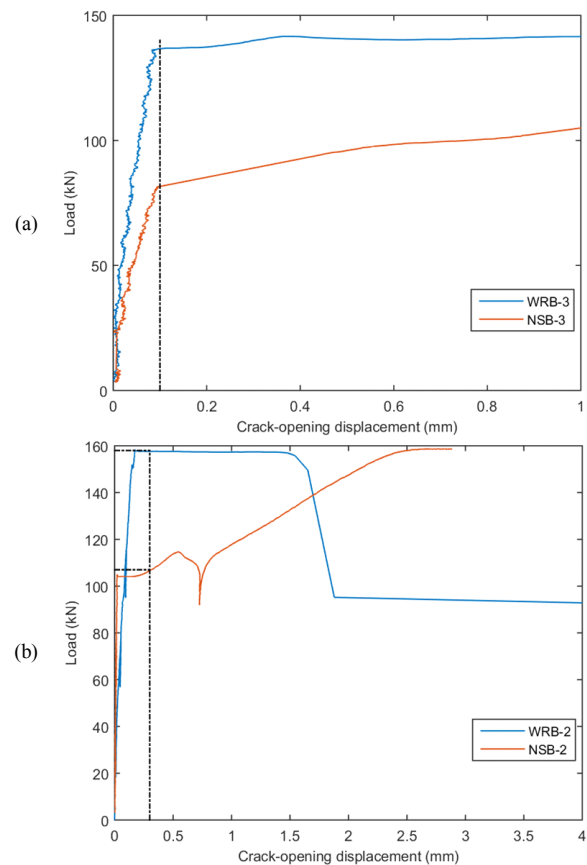 (a)
Load (kN)
150
100
50
0
0 0.2 0.4 0.6 0.8 1
Crack-opening displacement (mm)
WRB-3
NSB-3
(b)
Load (kN)
160
140
120
100
80
60
40
20
0
0 0.5 1 1.5 2 2.5 3 3.5 4
Crack-opening displacement (mm)
WRB-2
NSB-2